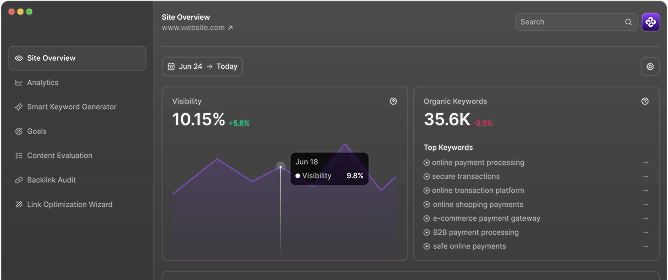 Site Overview
www.website.com
Search
Site Overview
Analytics
Smart Keyword Generator
Goals
Content Evaluation
Backlink Audit
Link Optimization Wizard
Jun 24 → Today
Visibility
10.15% +5.6%
Jun 18
Visibility 9.8%
Organic Keywords
35.6K
Top Keywords
online payment processing
secure transactions
online transaction platform
online shopping payments
e-commerce payment gateway
B2B payment processing
safe online payments